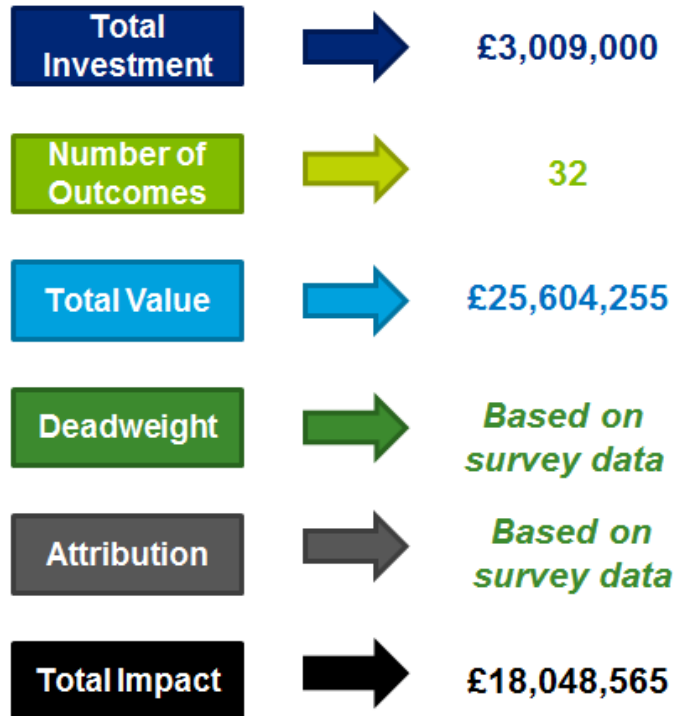 Total
Investment
£3,009,000
Number of
Outcomes
32
Total Value
£25,604,255
Deadweight
Based on
survey data
Attribution
Based on
survey data
Total Impact
£18,048,565